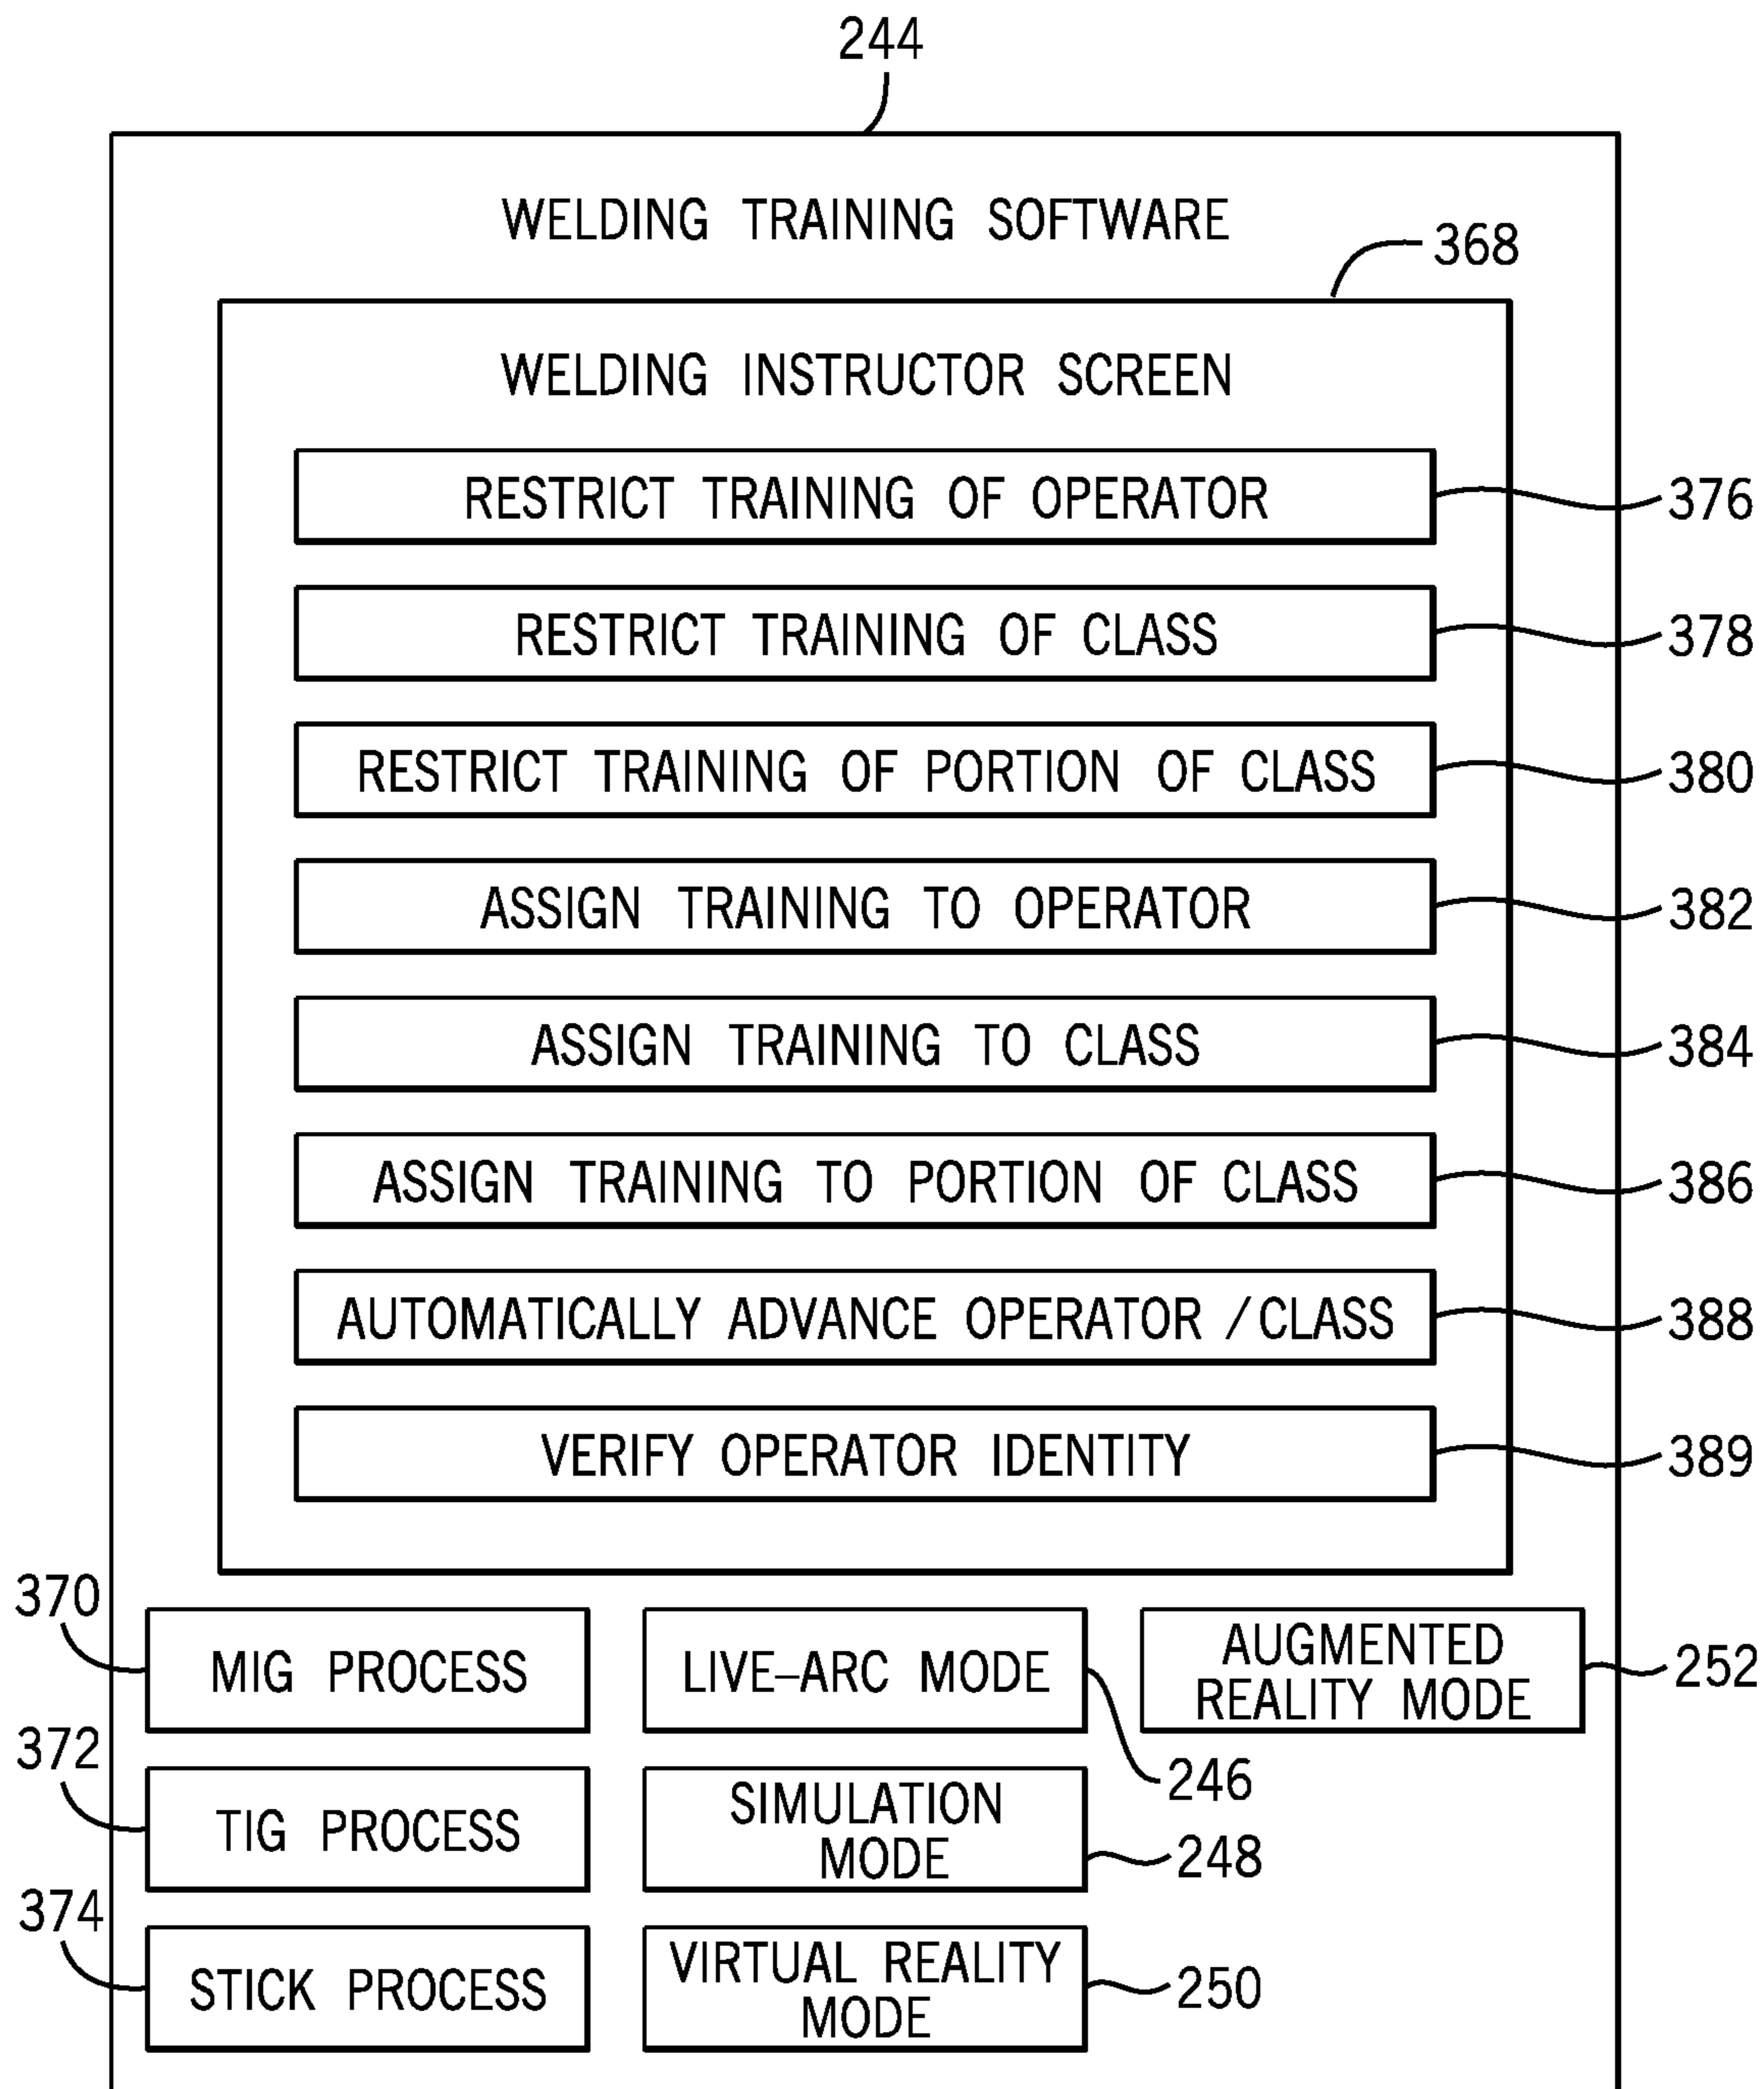 244
WELDING TRAINING SOFTWARE
368
WELDING INSTRUCTOR SCREEN
RESTRICT TRAINING OF OPERATOR
376
RESTRICT TRAINING OF CLASS
378
RESTRICT TRAINING OF PORTION OF CLASS
380
ASSIGN TRAINING TO OPERATOR
382
ASSIGN TRAINING TO CLASS
384
ASSIGN TRAINING TO PORTION OF CLASS
386
AUTOMATICALLY ADVANCE OPERATOR / CLASS
388
VERIFY OPERATOR IDENTITY
389
370
MIG PROCESS
LIVE–ARC MODE
246
AUGMENTED
REALITY MODE
252
372
TIG PROCESS
SIMULATION
MODE
248
374
STICK PROCESS
VIRTUAL REALITY
MODE
250